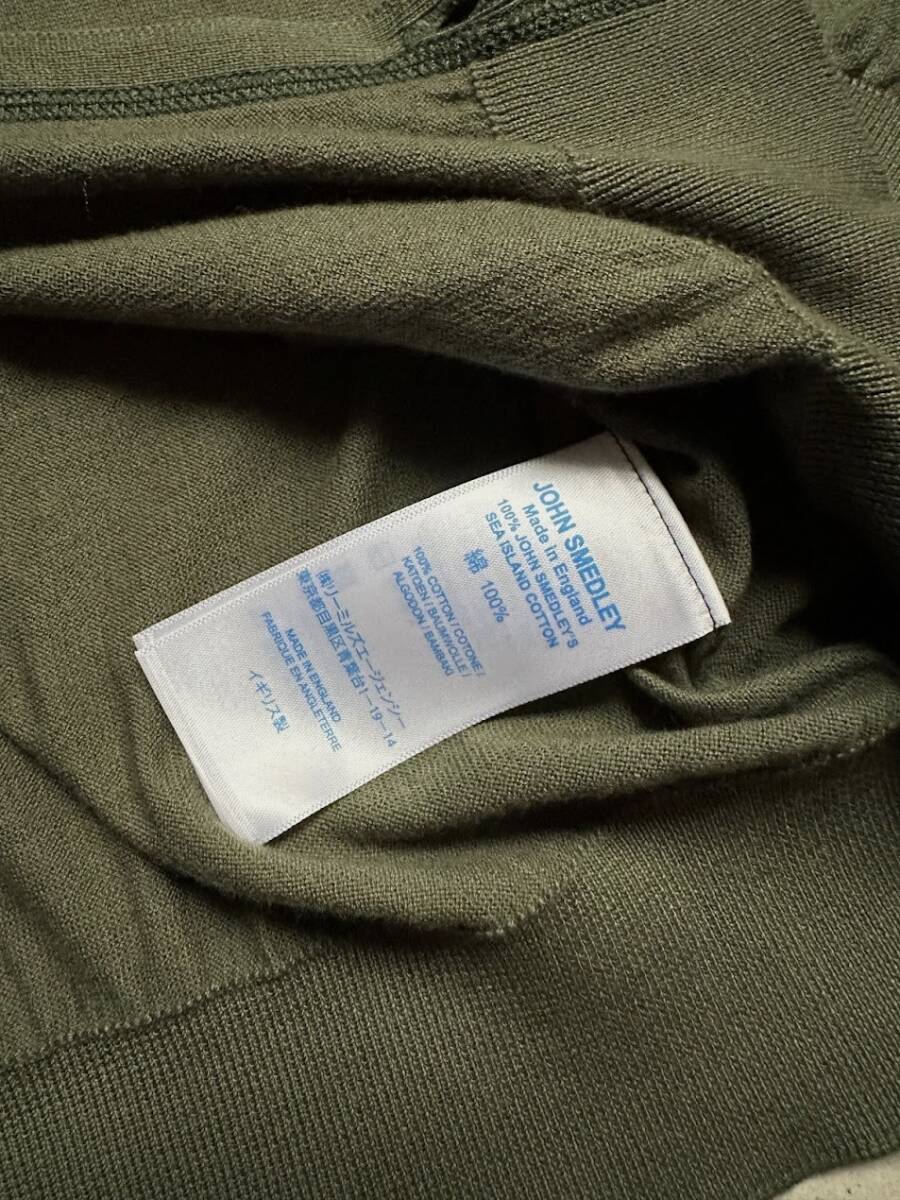 JOHN SMEDLEY
Made in England
100% JOHN SMEDLEY'S
SEA ISLAND COTTON
綿 100%
100% COTTON / COTONE /
KATOEN / BAUMWOLLE /
ALGODON / BAMBAKI
㈱リーミルズエージェンシー
東京都目黒区青葉台1-19-14
MADE IN ENGLAND
FABRIQUE EN ANGLETERRE
イギリス製